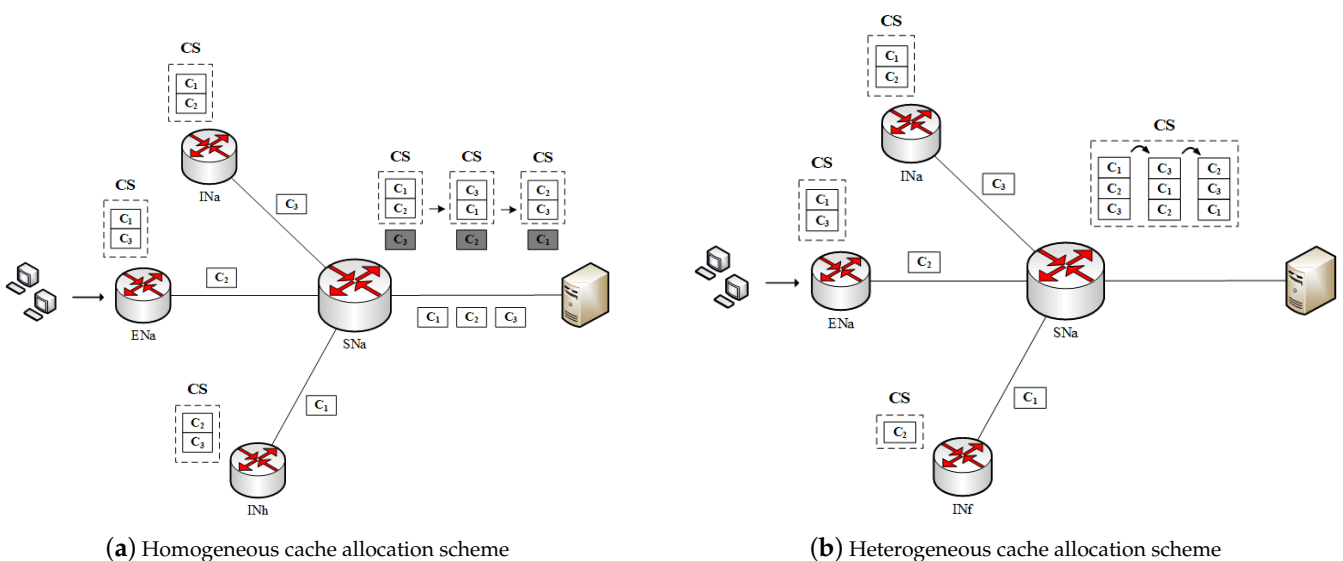 CS
C₁
C₂
INa
CS
C₁
C₃
ENa
C₃
C₂
CS CS CS
C₁ C₃ C₂
C₂ C₁ C₃
C₃ C₂ C₁
SNa
C₁ C₂ C₃
C₁
CS
C₂
C₃
INh
(a) Homogeneous cache allocation scheme
CS
C₁
C₂
INa
CS
C₁
C₃
ENa
C₃
C₂
CS
C₁ C₃ C₂
C₂ C₁ C₃
C₃ C₂ C₁
SNa
C₁
CS
C₂
INf
(b) Heterogeneous cache allocation scheme